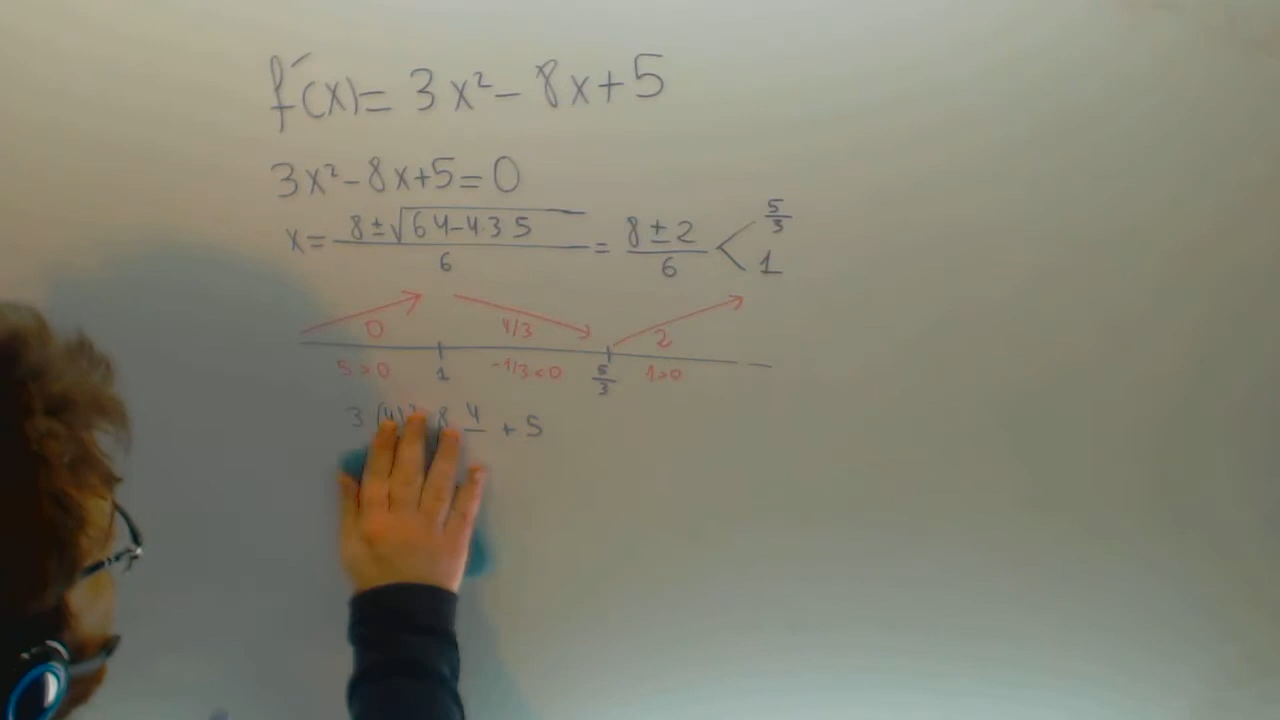 f'(x) = 3x² - 8x + 5
3x² - 8x + 5 = 0
x = (8 ± √(64 - 4·3 5)) / 6 = (8 ± 2) / 6 < 5/3
1
0 4/3 2
5 > 0 1 -1/3 < 0 5/3 1 > 0
3 (4)² 8 4 + 5